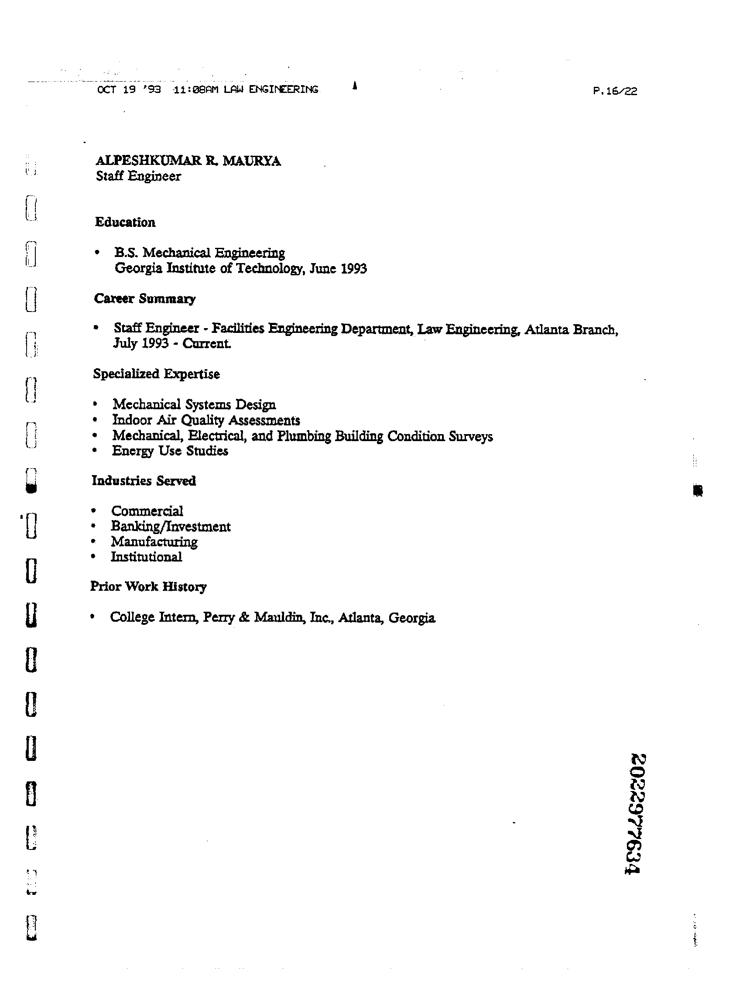 OCT 19 '93 11:08AM LAW ENGINEERING P.16/22
ALPESHKUMAR R. MAURYA
Staff Engineer
Education
• B.S. Mechanical Engineering
Georgia Institute of Technology, June 1993
Career Summary
• Staff Engineer - Facilities Engineering Department, Law Engineering, Atlanta Branch,
July 1993 - Current.
Specialized Expertise
• Mechanical Systems Design
• Indoor Air Quality Assessments
• Mechanical, Electrical, and Plumbing Building Condition Surveys
• Energy Use Studies
Industries Served
• Commercial
• Banking/Investment
• Manufacturing
• Institutional
Prior Work History
• College Intern, Perry & Mauldin, Inc., Atlanta, Georgia
2022977634